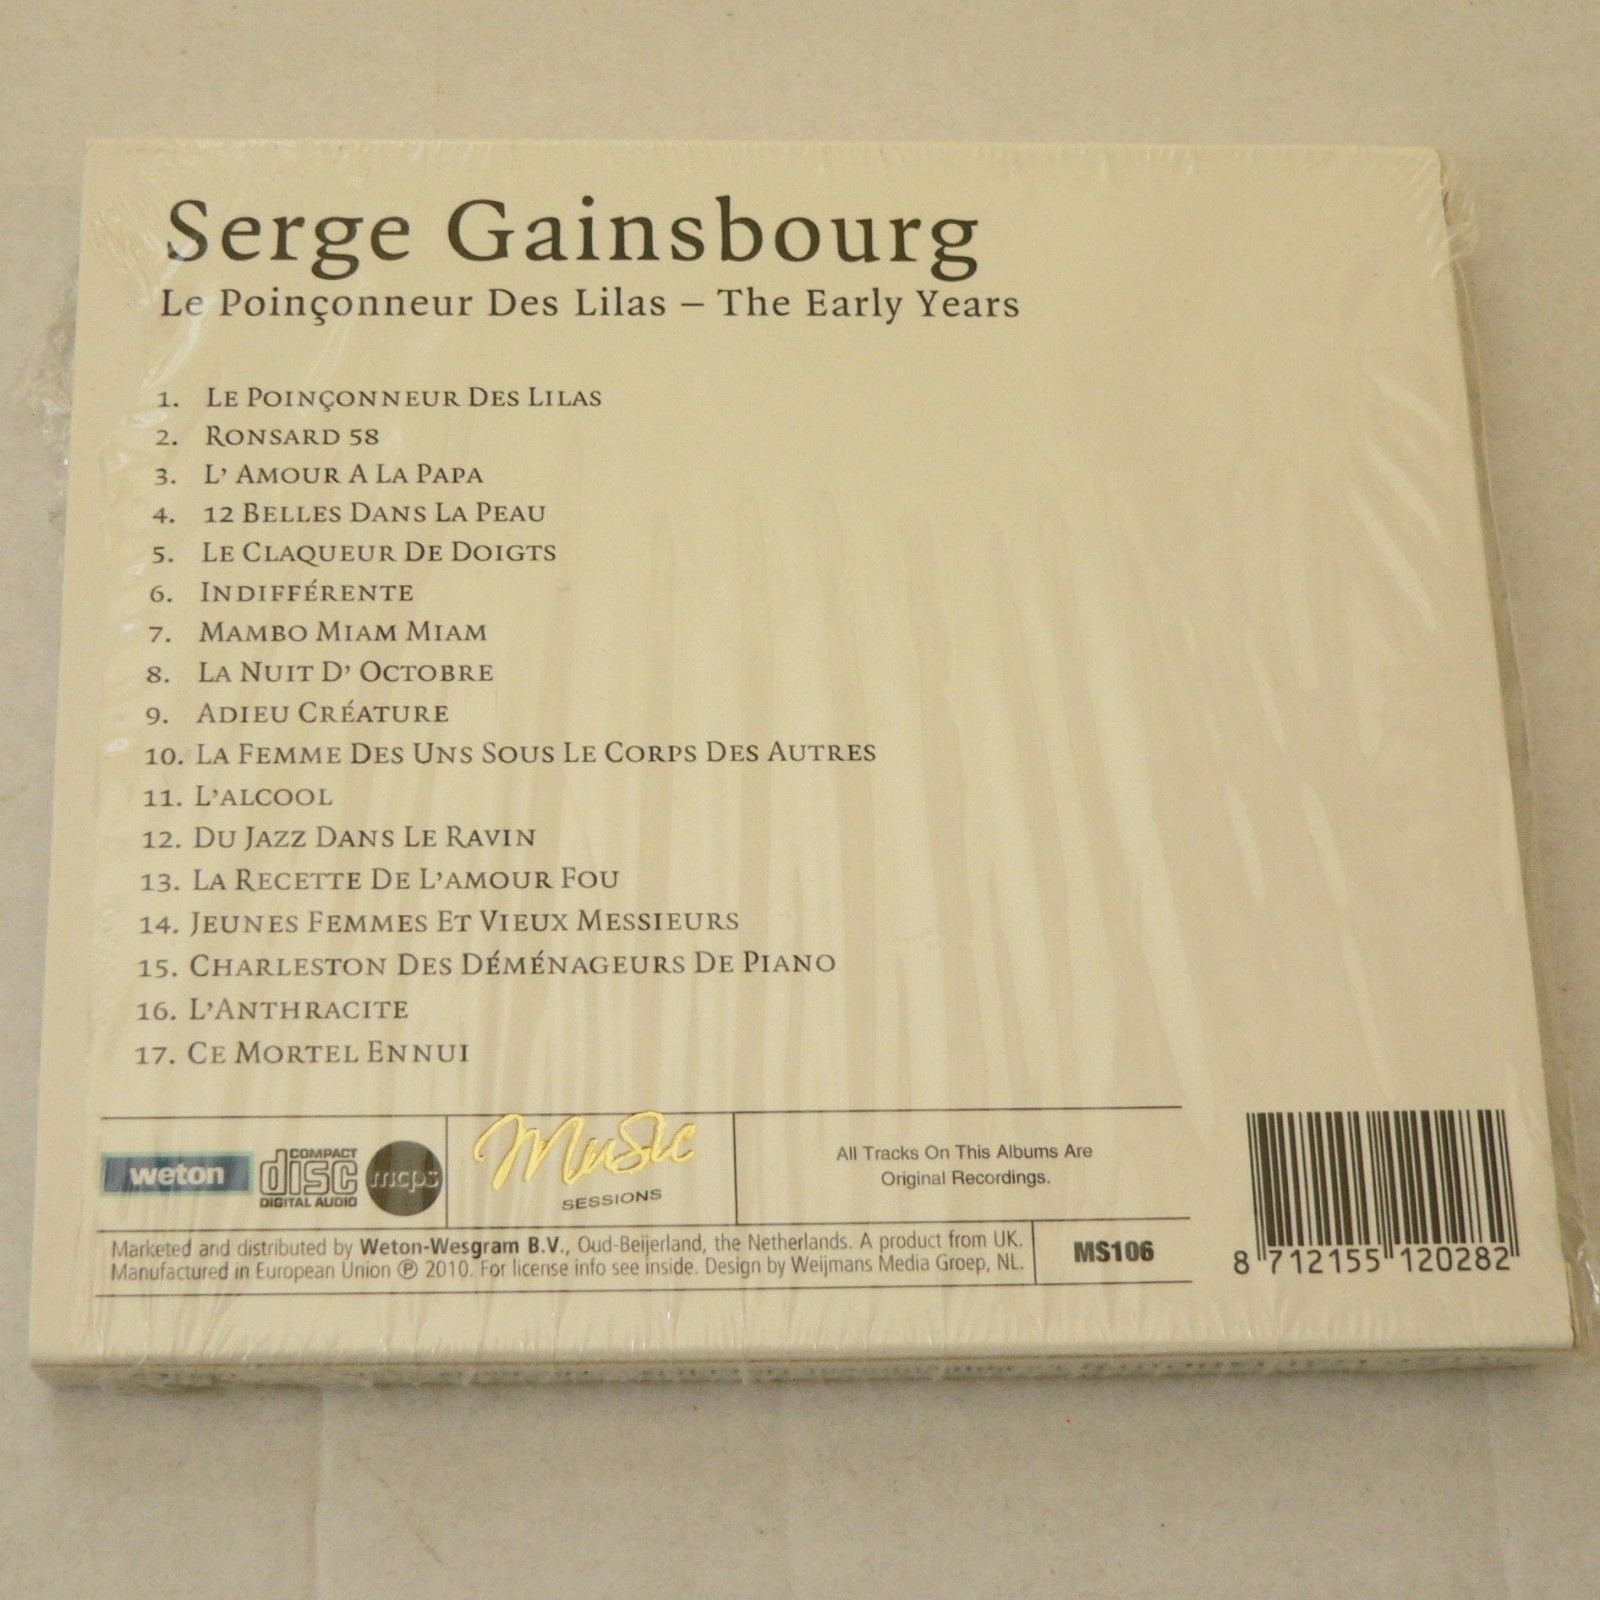 Serge Gainsbourg
Le Poinçonneur Des Lilas – The Early Years
1. Le Poinçonneur Des Lilas
2. Ronsard 58
3. L' Amour A La Papa
4. 12 Belles Dans La Peau
5. Le Claqueur De Doigts
6. Indifférente
7. Mambo Miam Miam
8. La Nuit D' Octobre
9. Adieu Créature
10. La Femme Des Uns Sous Le Corps Des Autres
11. L'alcool
12. Du Jazz Dans Le Ravin
13. La Recette De L'amour Fou
14. Jeunes Femmes Et Vieux Messieurs
15. Charleston Des Déménageurs De Piano
16. L'Anthracite
17. Ce Mortel Ennui
weton
COMPACT
disc
DIGITAL AUDIO
mcps
Music
SESSIONS
All Tracks On This Albums Are
Original Recordings.
Marketed and distributed by Weton-Wesgram B.V., Oud-Beijerland, the Netherlands. A product from UK.
Manufactured in European Union ℗ 2010. For license info see inside. Design by Weijmans Media Groep, NL.
MS106
8 712155 120282